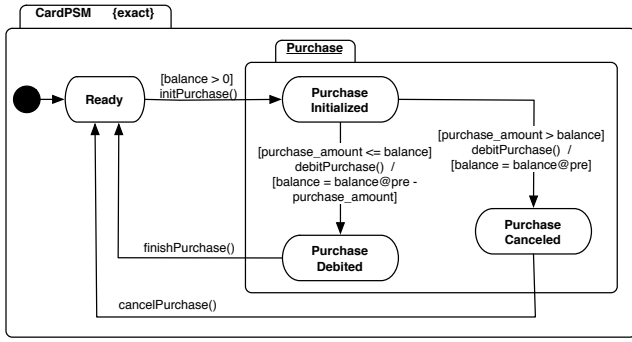 CardPSM {exact}
Purchase
[balance > 0]
initPurchase()
Ready
Purchase
Initialized
[purchase_amount <= balance]
debitPurchase() /
[balance = balance@pre -
purchase_amount]
[purchase_amount > balance]
debitPurchase() /
[balance = balance@pre]
Purchase
Canceled
Purchase
Debited
finishPurchase()
cancelPurchase()